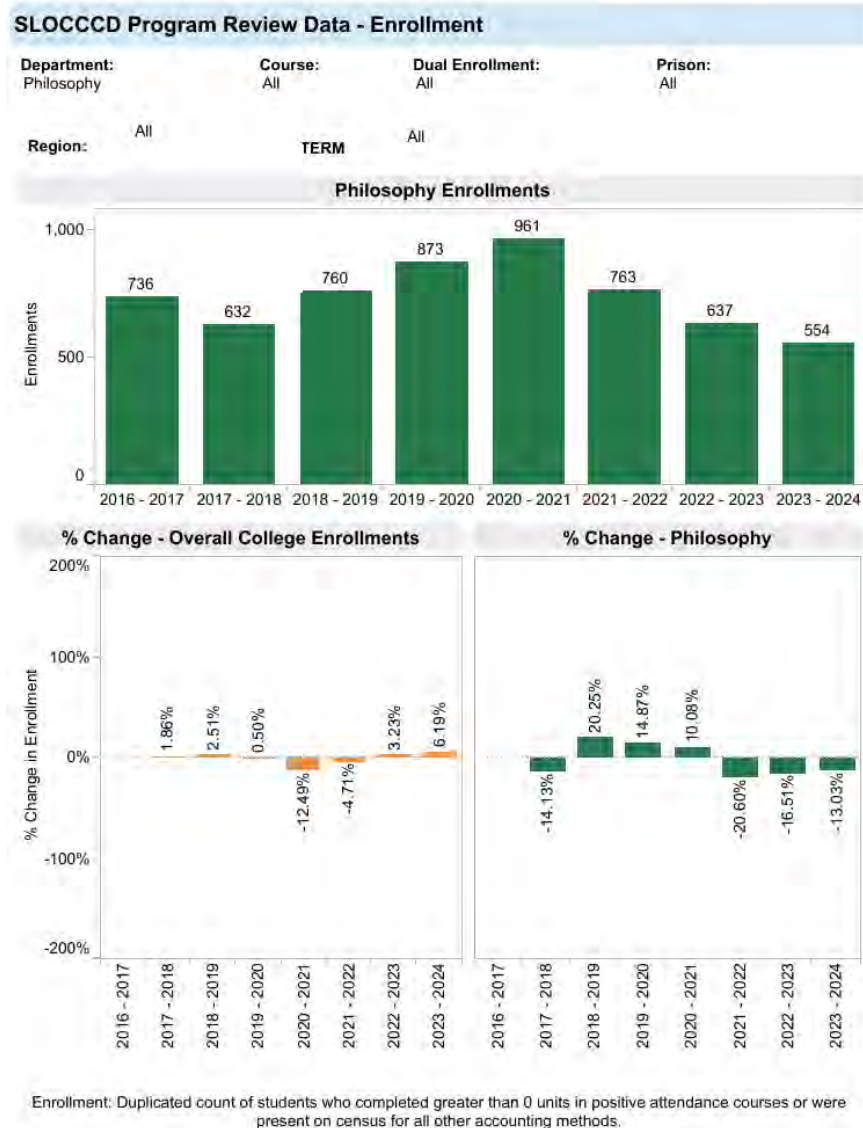 SLOCCCD Program Review Data - Enrollment
Department: Course: Dual Enrollment: Prison:
Philosophy All All All
All All
Region: TERM
Philosophy Enrollments
1,000
961
873
736 760 763
632 637
554
Enrollments
500
0
2016 - 2017 2017 - 2018 2018 - 2019 2019 - 2020 2020 - 2021 2021 - 2022 2022 - 2023 2023 - 2024
% Change - Overall College Enrollments % Change - Philosophy
200%
100%
% Change in Enrollment
0%
-100%
-200%
1.86% 2.51% 0.50% -12.49% -4.71% 3.23% 6.19%
-14.13% 20.25% 14.87% 10.08% -20.60% -16.51% -13.03%
2016 - 2017 2017 - 2018 2018 - 2019 2019 - 2020 2020 - 2021 2021 - 2022 2022 - 2023 2023 - 2024
2016 - 2017 2017 - 2018 2018 - 2019 2019 - 2020 2020 - 2021 2021 - 2022 2022 - 2023 2023 - 2024
Enrollment: Duplicated count of students who completed greater than 0 units in positive attendance courses or were
present on census for all other accounting methods.